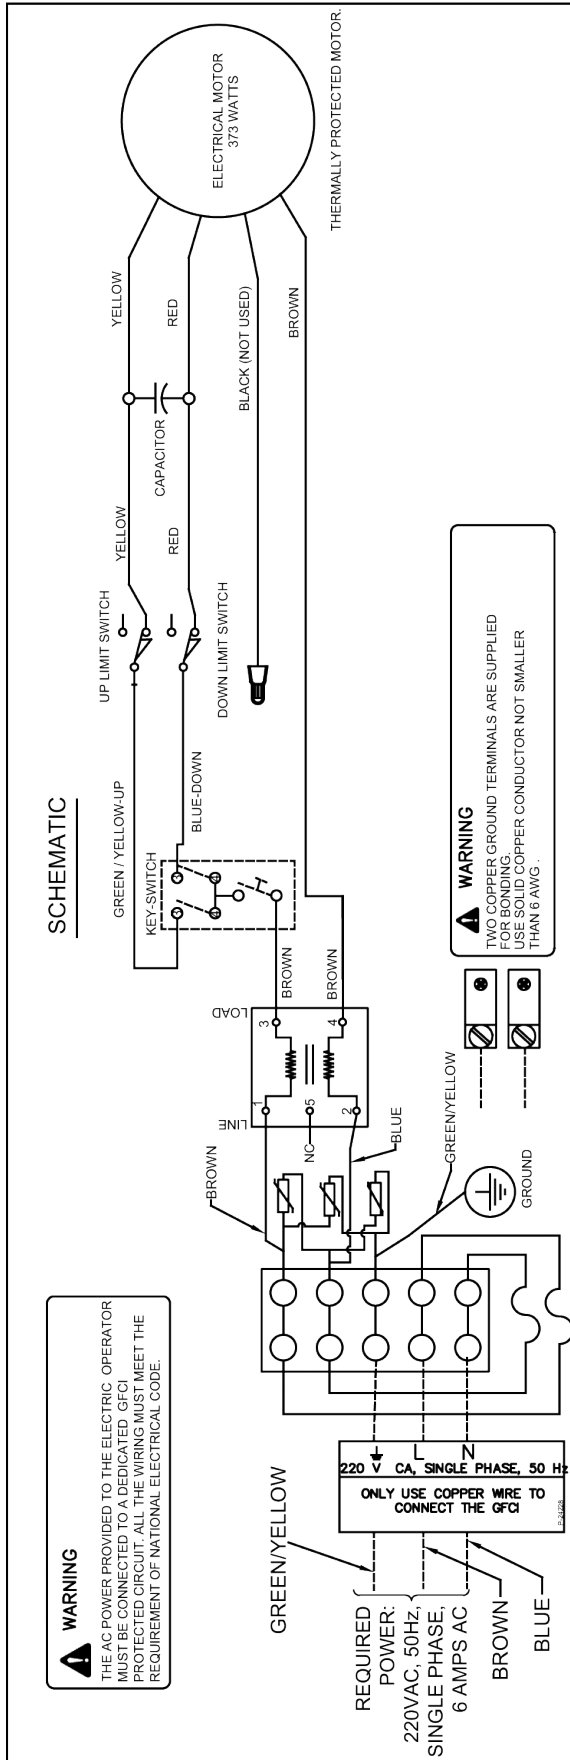 SCHEMATIC
WARNING
THE AC POWER PROVIDED TO THE ELECTRIC OPERATOR
MUST BE CONNECTED TO A DEDICATED GFCI
PROTECTED CIRCUIT. ALL THE WIRING MUST MEET THE
REQUIREMENT OF NATIONAL ELECTRICAL CODE.
GREEN/YELLOW
REQUIRED
POWER:
220VAC, 50Hz,
SINGLE PHASE,
6 AMPS AC
BROWN
BLUE
L
N
220 V CA, SINGLE PHASE, 50 Hz
ONLY USE COPPER WIRE TO
CONNECT THE GFCI
BROWN
BLUE
GREEN/YELLOW
GROUND
LINE
LOAD
1
5
2
3
4
NC
BROWN
BROWN
KEY-SWITCH
GREEN / YELLOW-UP
BLUE-DOWN
UP LIMIT SWITCH
DOWN LIMIT SWITCH
YELLOW
RED
CAPACITOR
YELLOW
RED
BLACK (NOT USED)
BROWN
ELECTRICAL MOTOR
373 WATTS
THERMALLY PROTECTED MOTOR.
WARNING
TWO COPPER GROUND TERMINALS ARE SUPPLIED
FOR BONDING.
USE SOLID COPPER CONDUCTOR NOT SMALLER
THAN 6 AWG .